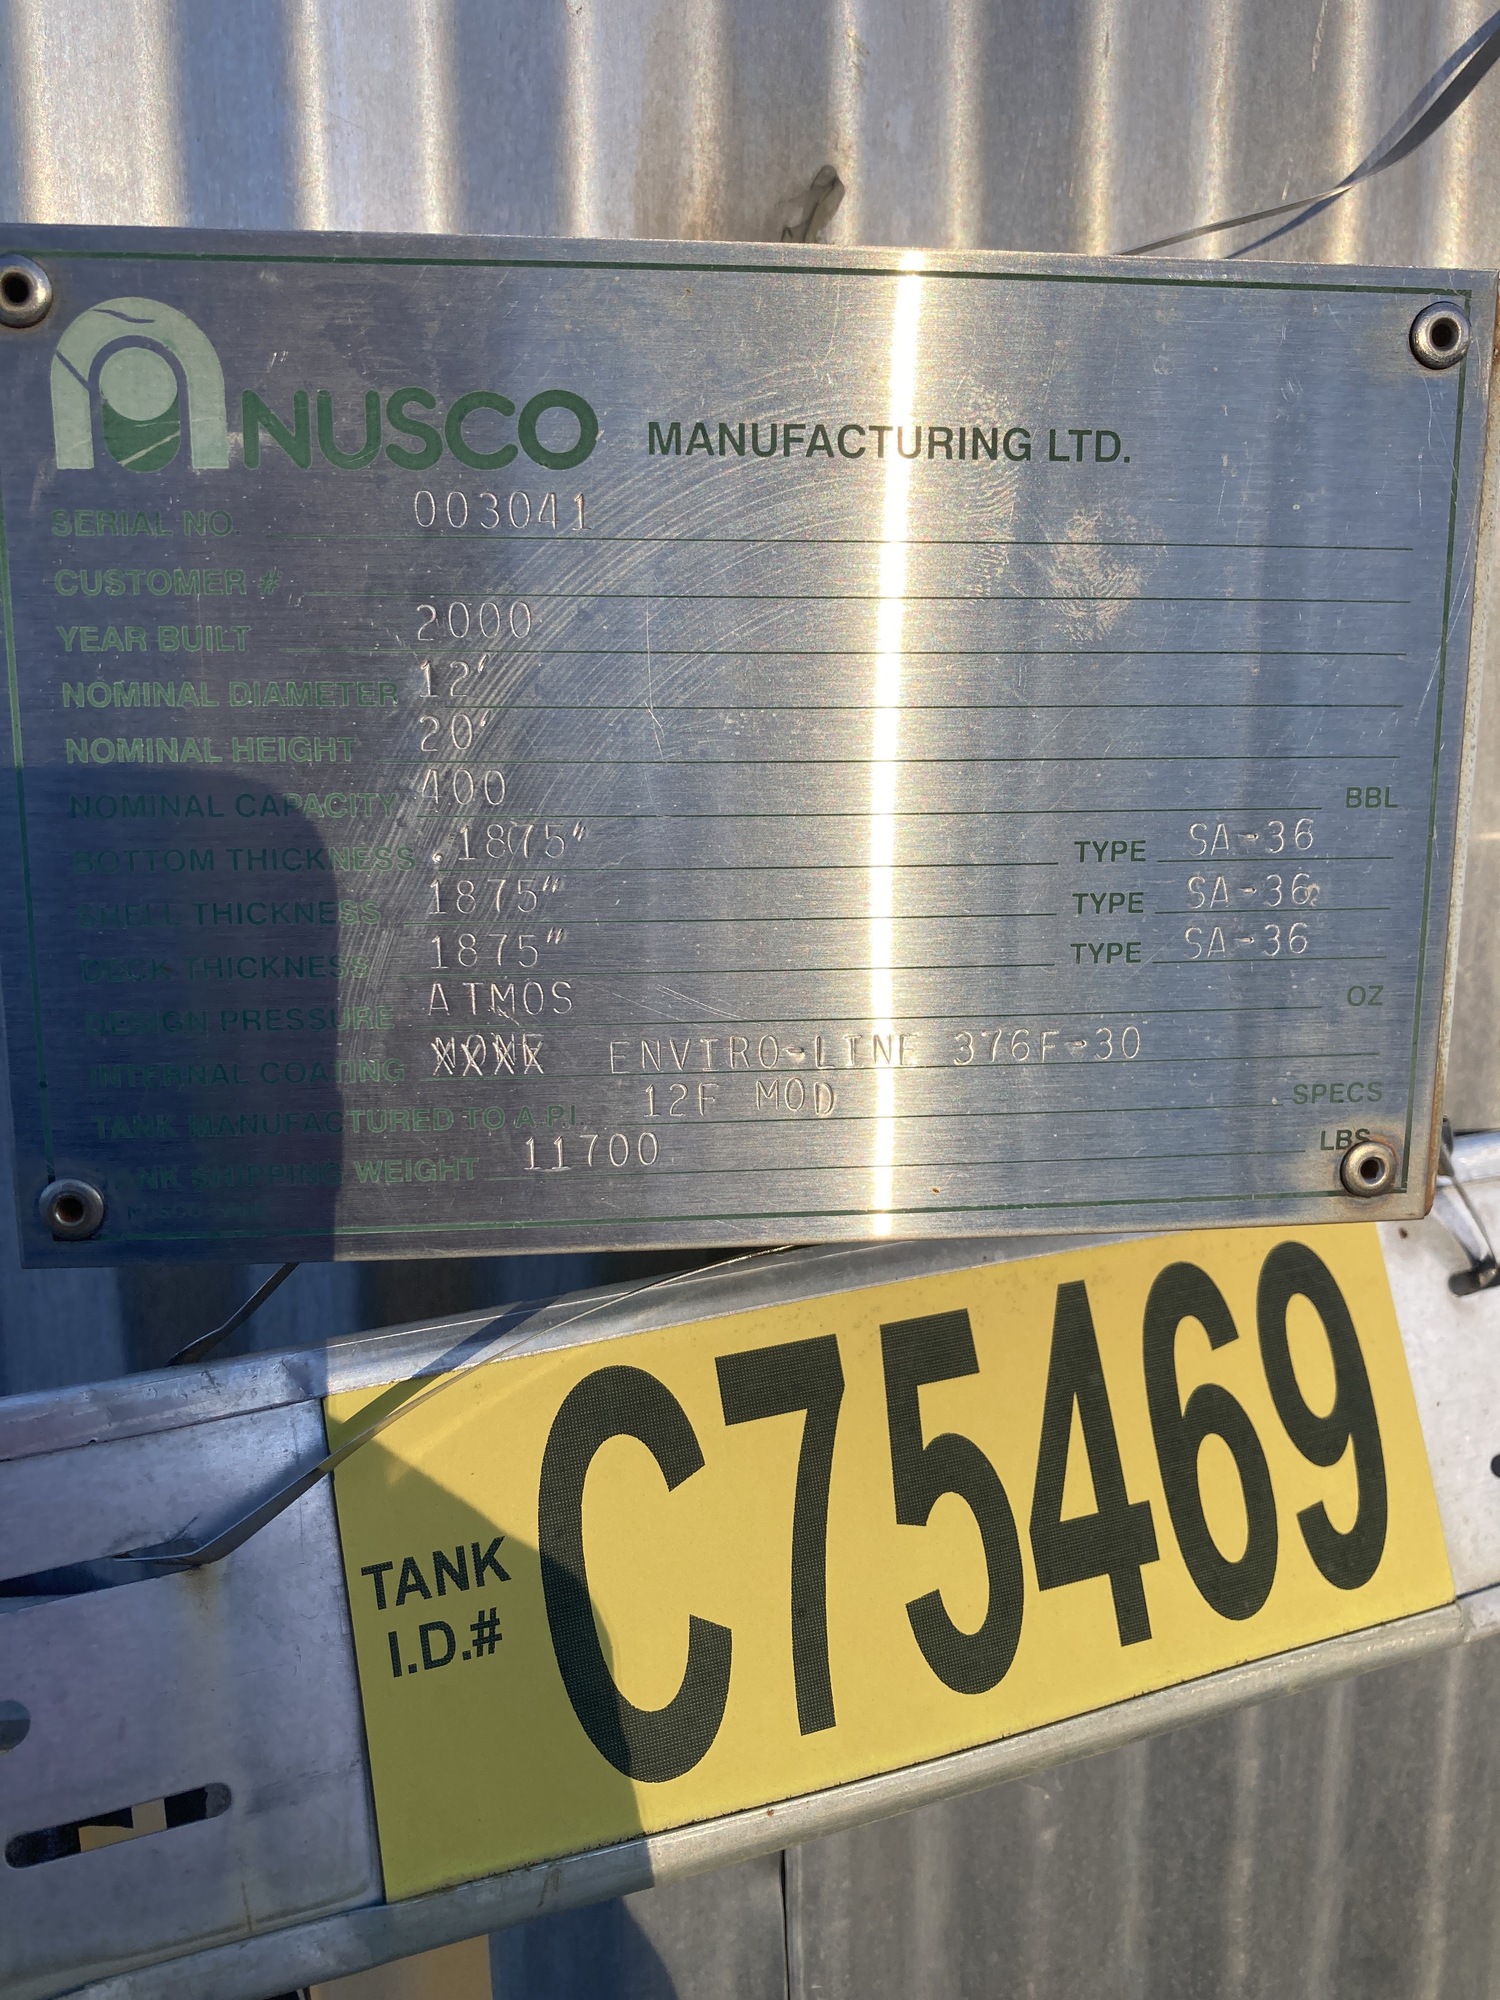 NUSCO MANUFACTURING LTD.
SERIAL NO. 003041
CUSTOMER #
YEAR BUILT 2000
NOMINAL DIAMETER 12'
NOMINAL HEIGHT 20'
NOMINAL CAPACITY 400 BBL
BOTTOM THICKNESS .1875" TYPE SA-36
SHELL THICKNESS 1875" TYPE SA-36
DECK THICKNESS 1875" TYPE SA-36
DESIGN PRESSURE ATMOS OZ
INTERNAL COATING ENVIRO-LINE 376F-30
TANK MANUFACTURED TO A.P.I. 12F MOD SPECS
TANK SHIPPING WEIGHT 11700 LBS
TANK I.D.# C75469